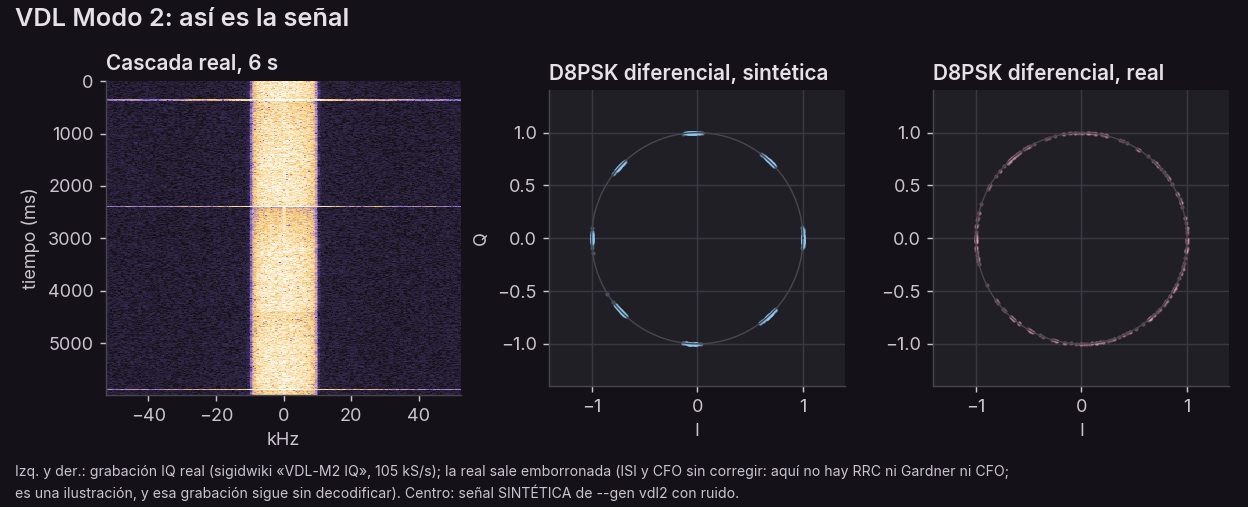 VDL Modo 2: así es la señal
Cascada real, 6 s
0
1000
2000
3000
4000
5000
tiempo (ms)
−40
−20
0
20
40
kHz
D8PSK diferencial, sintética
1.0
0.5
0.0
−0.5
−1.0
Q
−1
0
1
I
D8PSK diferencial, real
1.0
0.5
0.0
−0.5
−1.0
−1
0
1
I
Izq. y der.: grabación IQ real (sigidwiki «VDL-M2 IQ», 105 kS/s); la real sale emborronada (ISI y CFO sin corregir: aquí no hay RRC ni Gardner ni CFO;
es una ilustración, y esa grabación sigue sin decodificar). Centro: señal SINTÉTICA de --gen vdl2 con ruido.